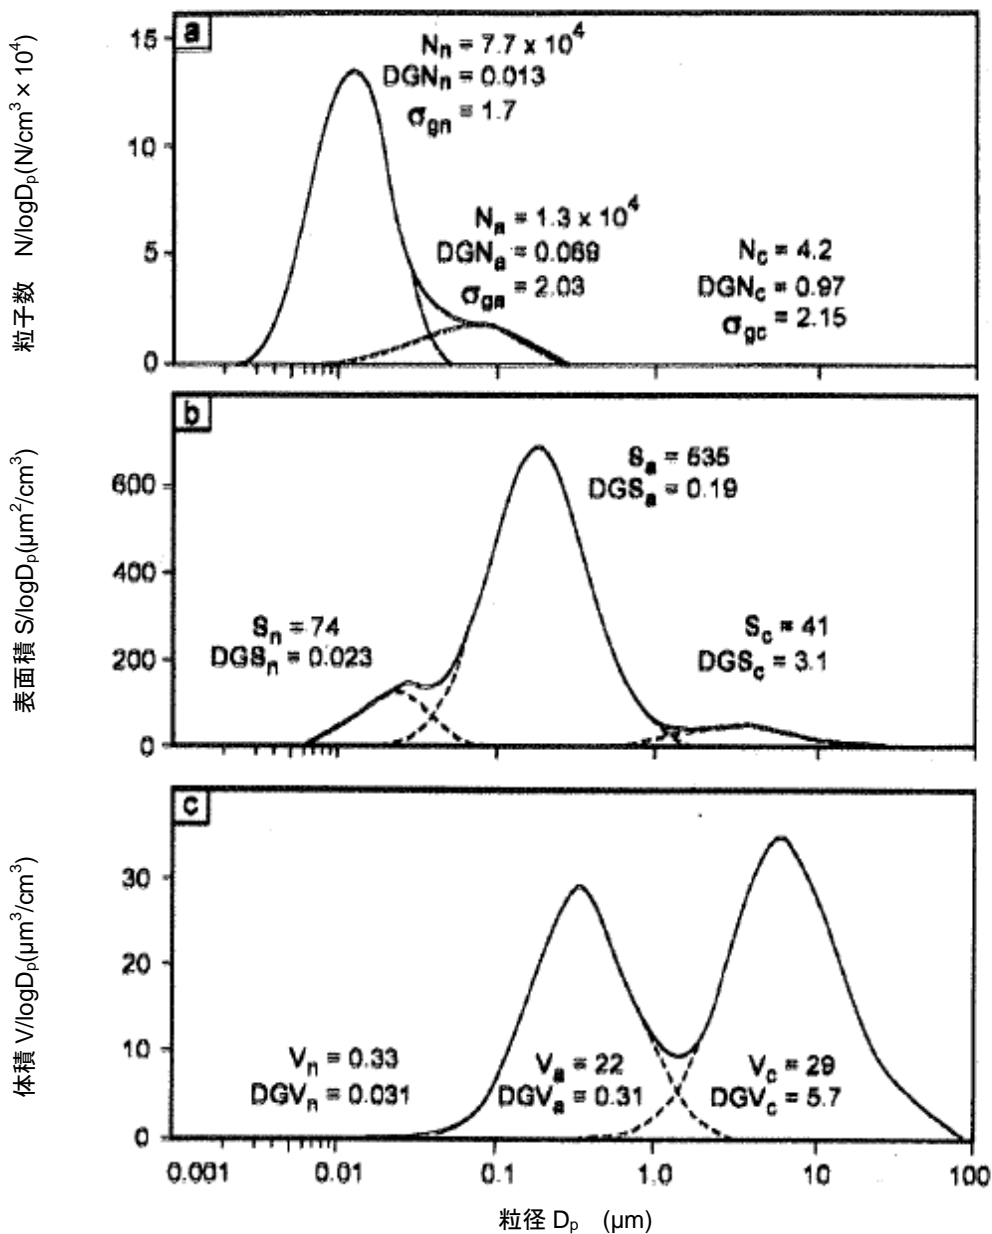 粒子数 N/logDp(N/cm³ × 10⁴)
a
15
10
5
0
Nn = 7.7 x 10⁴
DGNn = 0.013
σgn = 1.7
Na = 1.3 x 10⁴
DGNa = 0.069
σga = 2.03
Nc = 4.2
DGNc = 0.97
σgc = 2.15
表面積 S/logDp(μm²/cm³)
b
600
400
200
0
Sn = 74
DGSn = 0.023
Sa = 535
DGSa = 0.19
Sc = 41
DGSc = 3.1
体積 V/logDp(μm³/cm³)
c
30
20
10
0
Vn = 0.33
DGVn = 0.031
Va = 22
DGVa = 0.31
Vc = 29
DGVc = 5.7
0.001 0.01 0.1 1.0 10 100
粒径 Dp (μm)